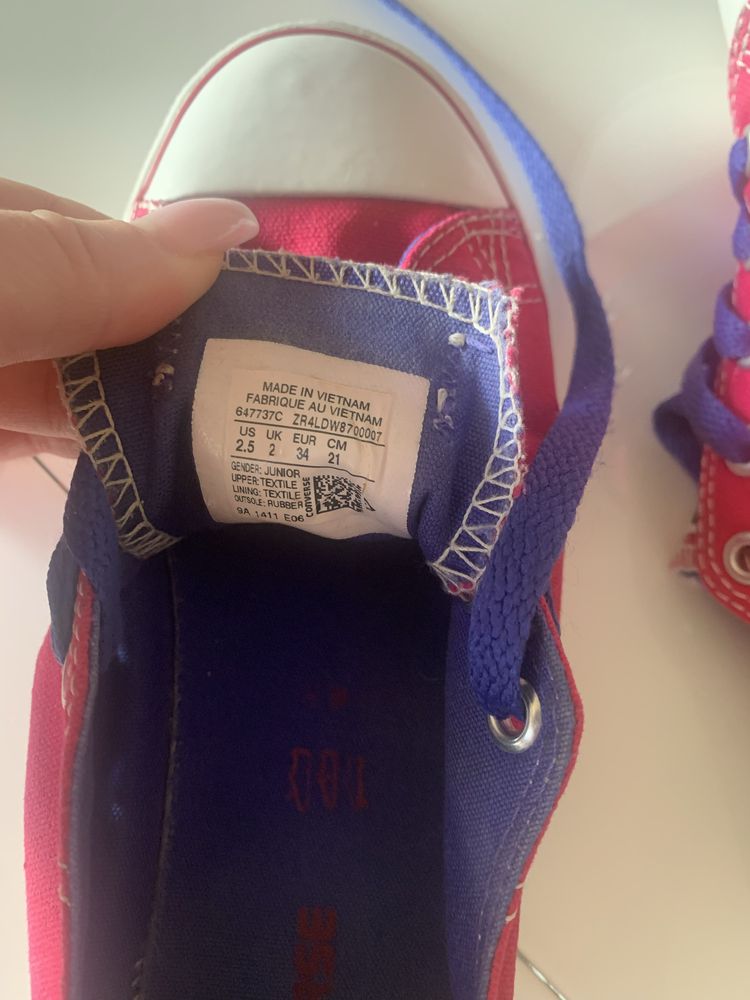 MADE IN VIETNAM
FABRIQUE AU VIETNAM
647737C ZR4LDW8700007
US UK EUR CM
2.5 2 34 21
GENDER: JUNIOR
UPPER: TEXTILE
LINING: TEXTILE
OUTSOLE: RUBBER
CONVERSE
9A 1411 E06